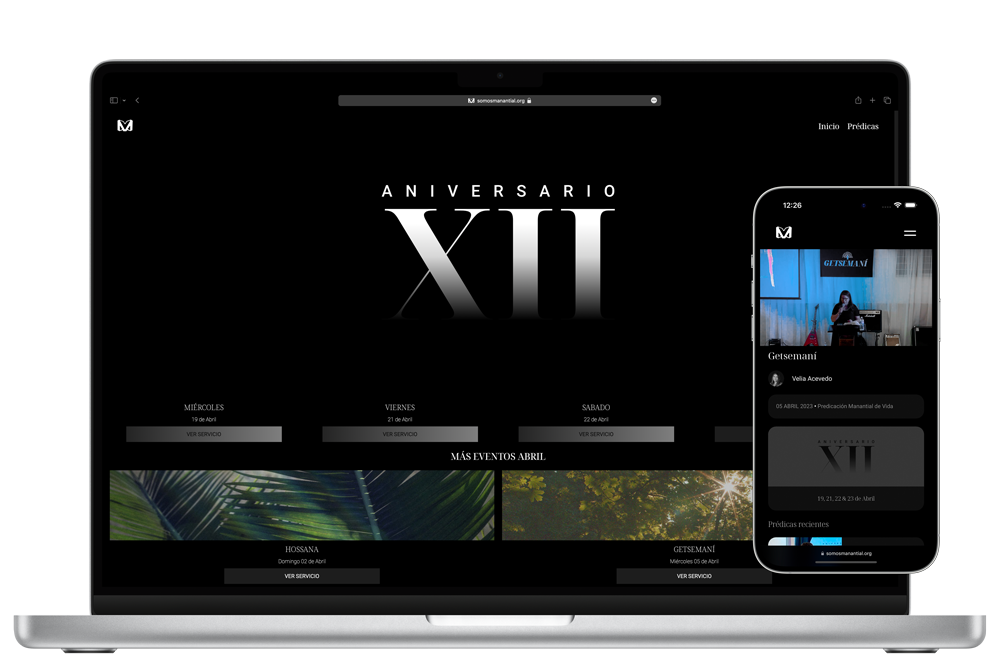 somosmanantial.org
Inicio Prédicas
ANIVERSARIO
XII
MIÉRCOLES
19 de Abril
VER SERVICIO
VIERNES
21 de Abril
VER SERVICIO
SABADO
22 de Abril
VER SERVICIO
MÁS EVENTOS ABRIL
HOSSANA
Domingo 02 de Abril
VER SERVICIO
GETSEMANÍ
Miércoles 05 de Abril
VER SERVICIO
12:26
GETSEMANÍ
Getsemaní
Velia Acevedo
05 ABRIL 2023 • Predicación Manantial de Vida
ANIVERSARIO
XII
19, 21, 22 & 23 de Abril
Prédicas recientes
somosmanantial.org